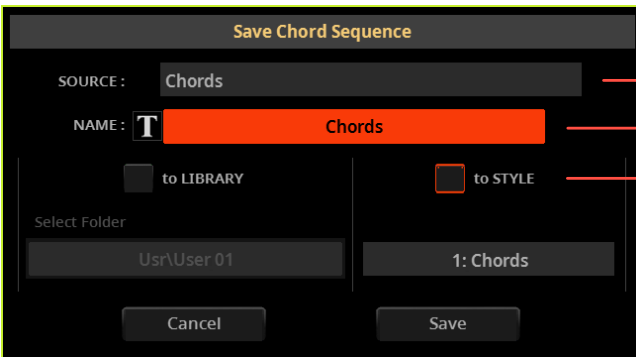 Save Chord Sequence
SOURCE : Chords
NAME : T Chords
to LIBRARY
to STYLE
Select Folder
Usr\User 01
1: Chords
Cancel
Save